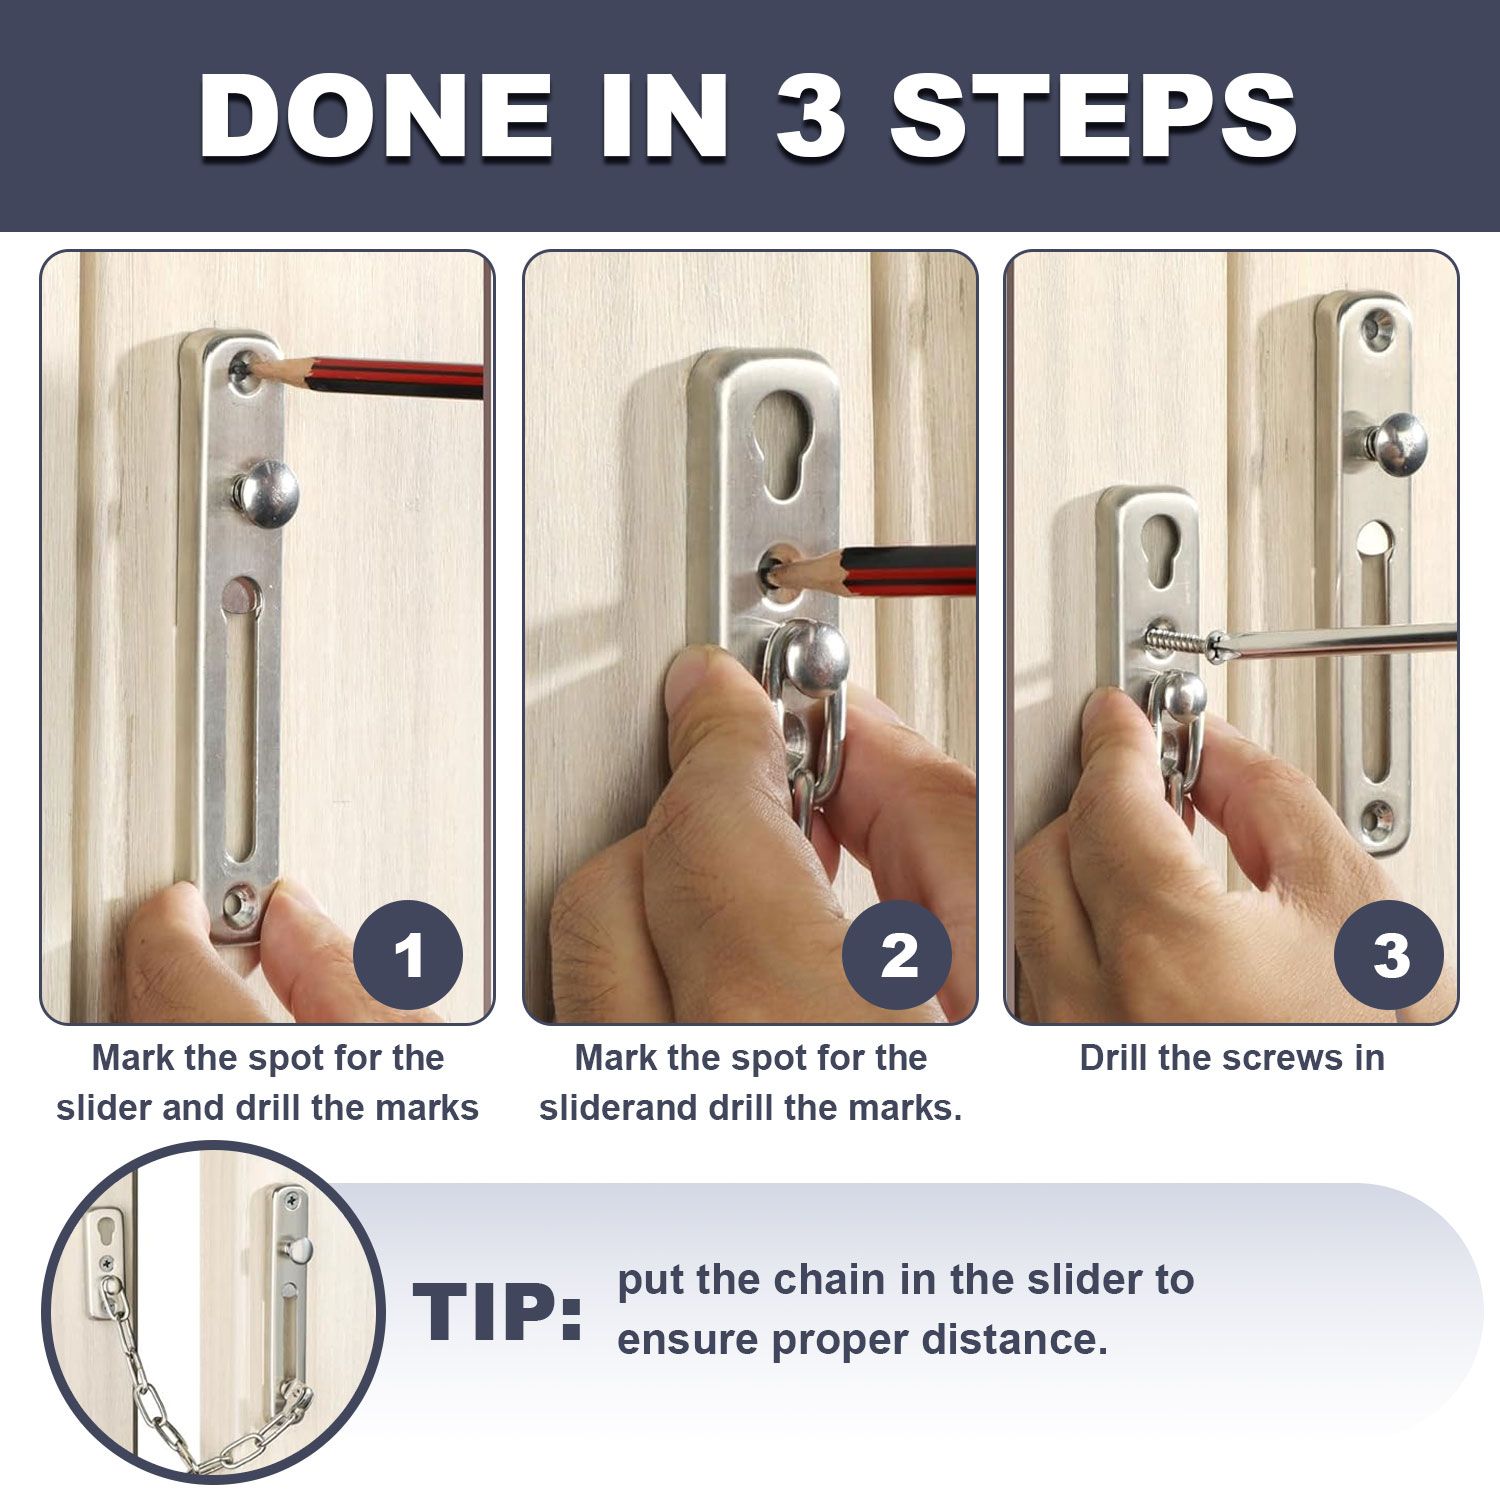 DONE IN 3 STEPS
1
2
3
Mark the spot for the
slider and drill the marks
Mark the spot for the
sliderand drill the marks.
Drill the screws in
TIP:
put the chain in the slider to
ensure proper distance.